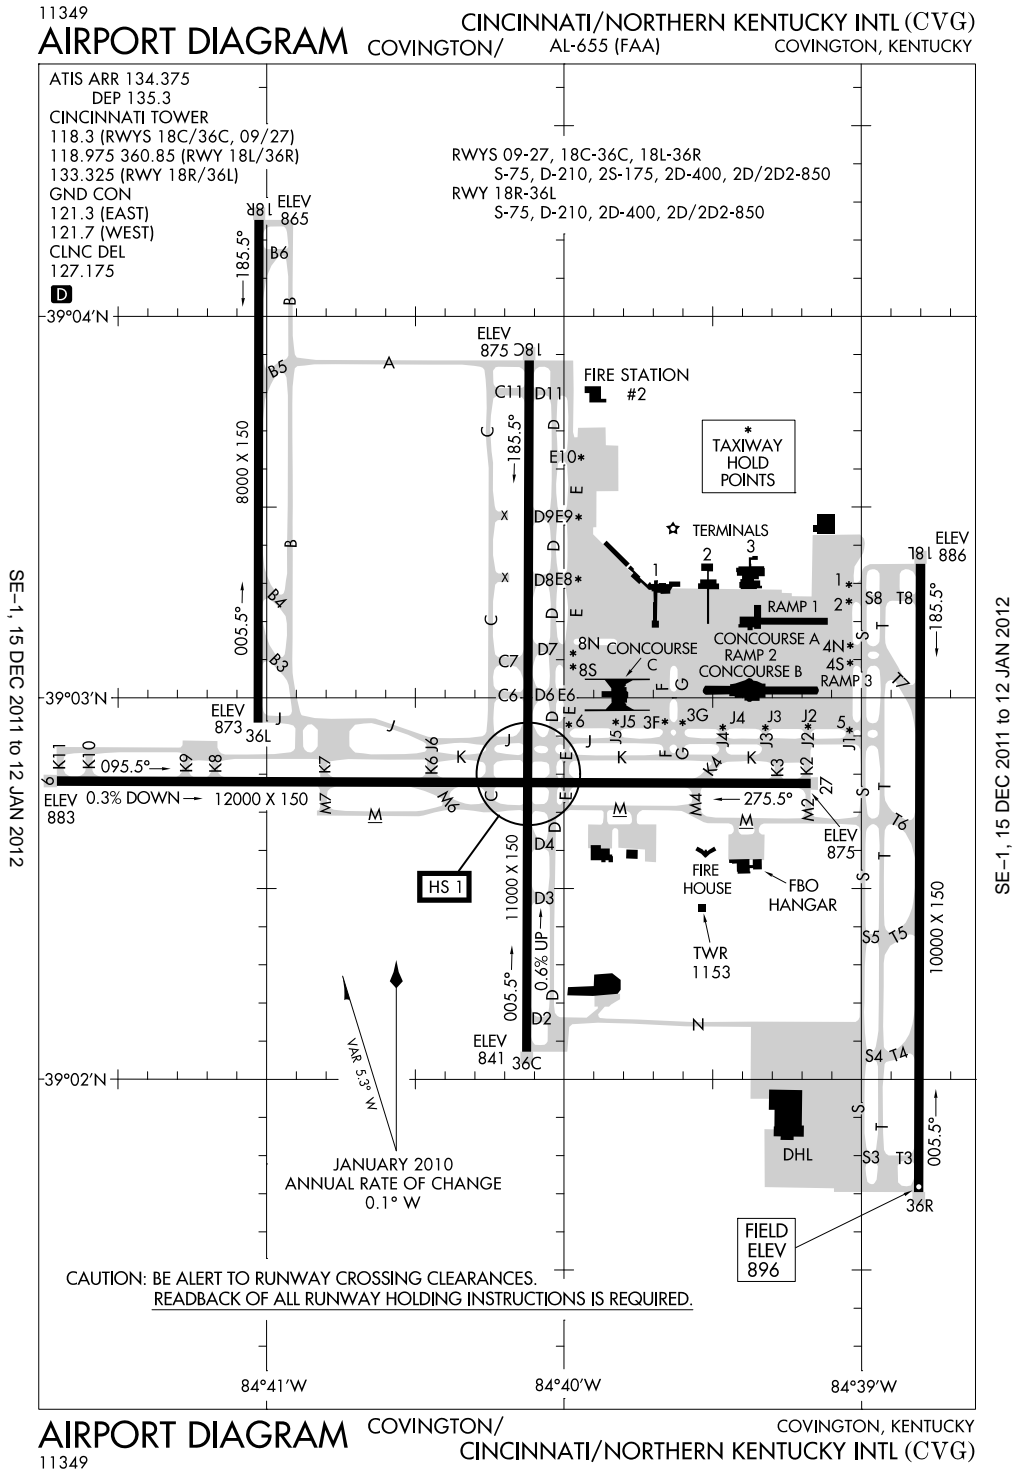 11349
AIRPORT DIAGRAM
COVINGTON/
CINCINNATI/NORTHERN KENTUCKY INTL (CVG)
AL-655 (FAA)
COVINGTON, KENTUCKY
ATIS ARR 134.375
DEP 135.3
CINCINNATI TOWER
118.3 (RWYS 18C/36C, 09/27)
118.975 360.85 (RWY 18L/36R)
133.325 (RWY 18R/36L)
GND CON
121.3 (EAST)
121.7 (WEST)
CLNC DEL
127.175
D
RWYS 09-27, 18C-36C, 18L-36R
S-75, D-210, 2S-175, 2D-400, 2D/2D2-850
RWY 18R-36L
S-75, D-210, 2D-400, 2D/2D2-850
18R
ELEV
865
185.5°
B6
B
39°04'N
ELEV
875
18C
A
B5
C11
D11
FIRE STATION
#2
C
D
185.5°
8000 X 150
E10*
E
*
TAXIWAY
HOLD
POINTS
X
D9
E9*
TERMINALS
B
D
1
2
3
18L
ELEV
886
X
D8
E8*
E
1*
2*
S8
T8
B4
005.5°
C
D
RAMP 1
S
T
185.5°
CONCOURSE A
RAMP 2
CONCOURSE B
RAMP 3
CONCOURSE
C
D7
*8N
*8S
4N*
4S*
B3
C7
C6
D6
E6
F
G
T7
39°03'N
ELEV
873
36L
J
J
J6
J
D
E
*6
J
J5
J5
3F*
*3G
J4
J4
J3
J3
J2
J2
5*
J1
K11
K10
095.5°
K9
K8
K7
K6
K
E
K
F
G
K4
K
K3
K2
9
27
ELEV
883
0.3% DOWN
12000 X 150
M7
M
M6
C
E
M
M4
275.5°
M
M2
S
T
ELEV
875
T6
D
D4
11000 X 150
HS 1
D3
FIRE
HOUSE
FBO
HANGAR
S
T
TWR
1153
S5
T5
10000 X 150
0.6% UP
005.5°
D
D2
N
VAR 5.3° W
ELEV
841
36C
S4
T4
39°02'N
S
T
DHL
S3
T3
005.5°
36R
JANUARY 2010
ANNUAL RATE OF CHANGE
0.1° W
FIELD
ELEV
896
CAUTION: BE ALERT TO RUNWAY CROSSING CLEARANCES.
READBACK OF ALL RUNWAY HOLDING INSTRUCTIONS IS REQUIRED.
84°41'W
84°40'W
84°39'W
SE-1, 15 DEC 2011 to 12 JAN 2012
SE-1, 15 DEC 2011 to 12 JAN 2012
AIRPORT DIAGRAM
11349
COVINGTON/
COVINGTON, KENTUCKY
CINCINNATI/NORTHERN KENTUCKY INTL (CVG)